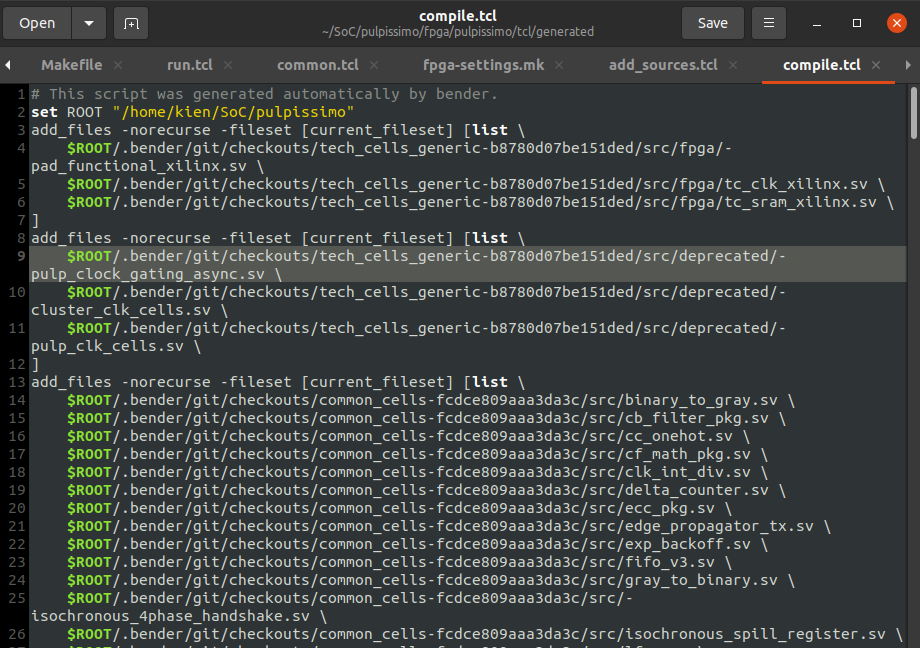 Open
compile.tcl
~/SoC/pulpissimo/fpga/pulpissimo/tcl/generated
Save
Makefile
run.tcl
common.tcl
fpga-settings.mk
add_sources.tcl
compile.tcl
1 # This script was generated automatically by bender.
2 set ROOT "/home/kien/SoC/pulpissimo"
3 add_files -norecurse -fileset [current_fileset] [list \
4 $ROOT/.bender/git/checkouts/tech_cells_generic-b8780d07be151ded/src/fpga/-
pad_functional_xilinx.sv \
5 $ROOT/.bender/git/checkouts/tech_cells_generic-b8780d07be151ded/src/fpga/tc_clk_xilinx.sv \
6 $ROOT/.bender/git/checkouts/tech_cells_generic-b8780d07be151ded/src/fpga/tc_sram_xilinx.sv \
7 ]
8 add_files -norecurse -fileset [current_fileset] [list \
9 $ROOT/.bender/git/checkouts/tech_cells_generic-b8780d07be151ded/src/deprecated/-
pulp_clock_gating_async.sv \
10 $ROOT/.bender/git/checkouts/tech_cells_generic-b8780d07be151ded/src/deprecated/-
cluster_clk_cells.sv \
11 $ROOT/.bender/git/checkouts/tech_cells_generic-b8780d07be151ded/src/deprecated/-
pulp_clk_cells.sv \
12 ]
13 add_files -norecurse -fileset [current_fileset] [list \
14 $ROOT/.bender/git/checkouts/common_cells-fcdce809aaa3da3c/src/binary_to_gray.sv \
15 $ROOT/.bender/git/checkouts/common_cells-fcdce809aaa3da3c/src/cb_filter_pkg.sv \
16 $ROOT/.bender/git/checkouts/common_cells-fcdce809aaa3da3c/src/cc_onehot.sv \
17 $ROOT/.bender/git/checkouts/common_cells-fcdce809aaa3da3c/src/cf_math_pkg.sv \
18 $ROOT/.bender/git/checkouts/common_cells-fcdce809aaa3da3c/src/clk_int_div.sv \
19 $ROOT/.bender/git/checkouts/common_cells-fcdce809aaa3da3c/src/delta_counter.sv \
20 $ROOT/.bender/git/checkouts/common_cells-fcdce809aaa3da3c/src/ecc_pkg.sv \
21 $ROOT/.bender/git/checkouts/common_cells-fcdce809aaa3da3c/src/edge_propagator_tx.sv \
22 $ROOT/.bender/git/checkouts/common_cells-fcdce809aaa3da3c/src/exp_backoff.sv \
23 $ROOT/.bender/git/checkouts/common_cells-fcdce809aaa3da3c/src/fifo_v3.sv \
24 $ROOT/.bender/git/checkouts/common_cells-fcdce809aaa3da3c/src/gray_to_binary.sv \
25 $ROOT/.bender/git/checkouts/common_cells-fcdce809aaa3da3c/src/-
isochronous_4phase_handshake.sv \
26 $ROOT/.bender/git/checkouts/common_cells-fcdce809aaa3da3c/src/isochronous_spill_register.sv \